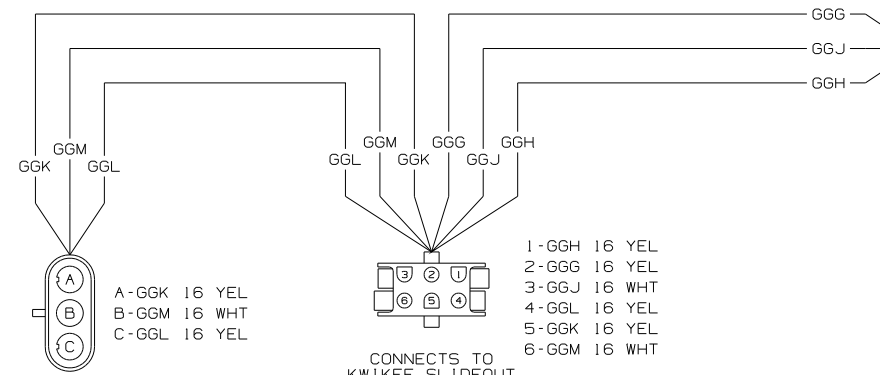 GGG
GGJ
GGH
GGK
GGM
GGL
GGL
GGM
GGK
GGG
GGJ
GGH
A
B
C
A-GGK 16 YEL
B-GGM 16 WHT
C-GGL 16 YEL
3 2 1
6 5 4
1-GGH 16 YEL
2-GGG 16 YEL
3-GGJ 16 WHT
4-GGL 16 YEL
5-GGK 16 YEL
6-GGM 16 WHT
CONNECTS TO
KWIKEE SLIDEOUT